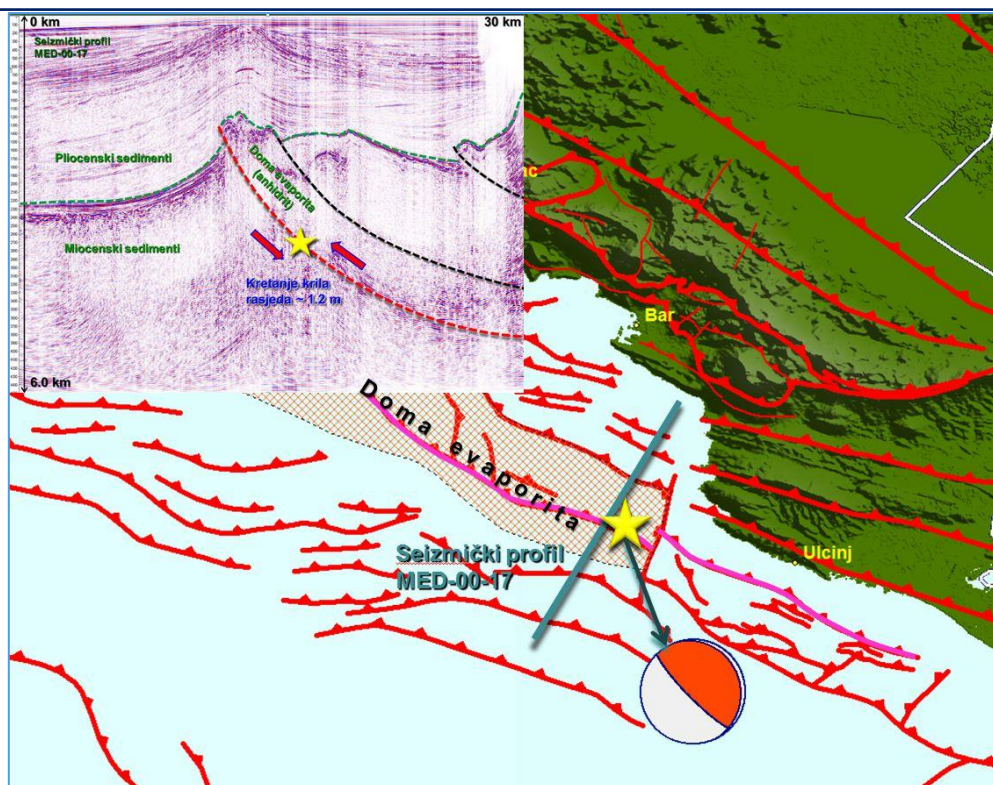 0 km
30 km
Seizmički profil
MED-00-17
Pliocenski sedimenti
Doma evaporita
(anhidrit)
Miocenski sedimenti
Kretanje krila
rasjeda ~ 1.2 m
6.0 km
Bar
Doma evaporita
Seizmički profil
MED-00-17
Ulcinj